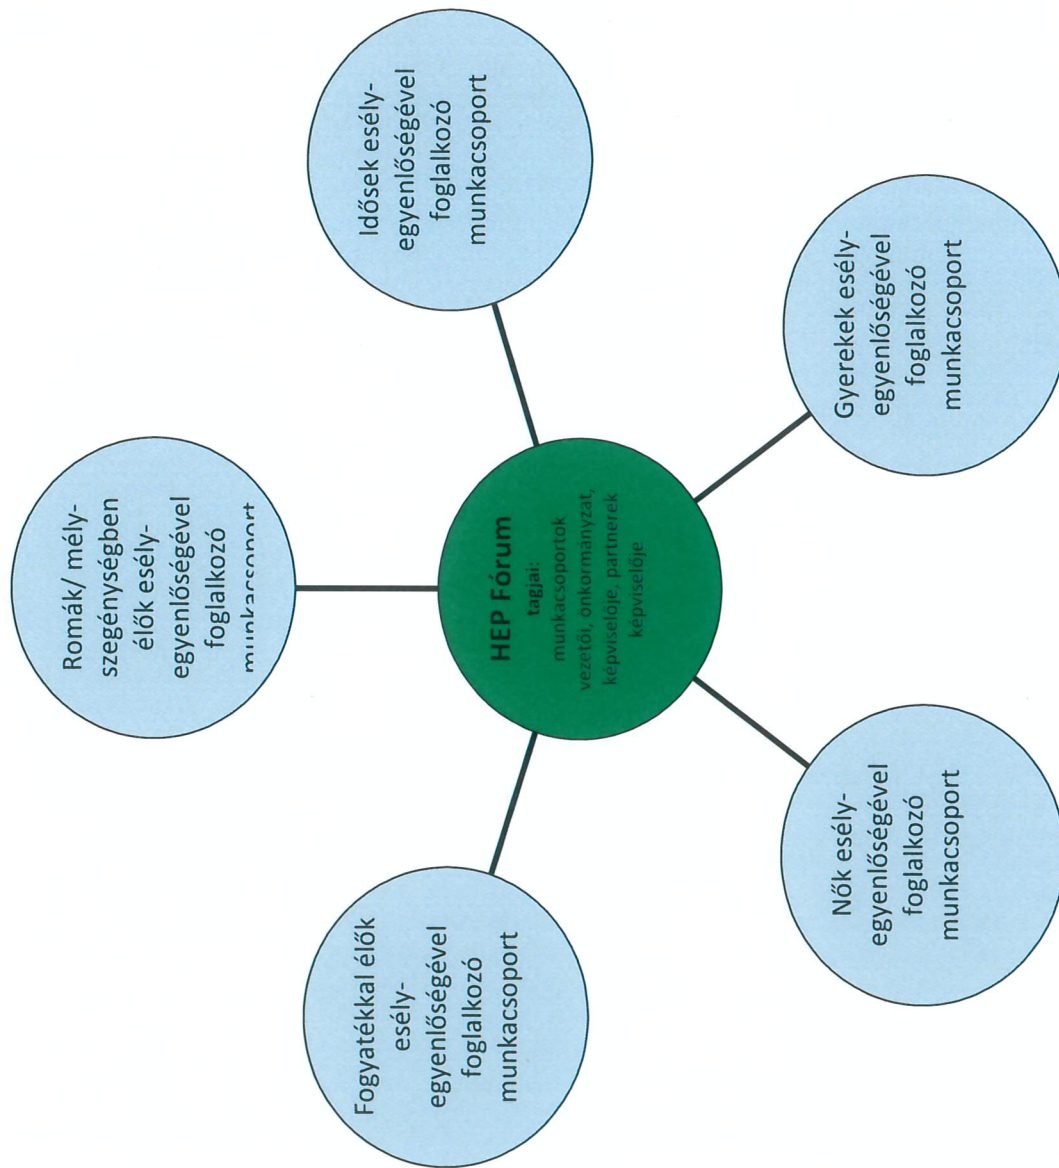 Romák/ mély-
szegénységben
élők esély-
egyenlőségével
foglalkozó
munkacsoport
Idősek esély-
egyenlőségével
foglalkozó
munkacsoport
Gyerekek esély-
egyenlőségével
foglalkozó
munkacsoport
Nők esély-
egyenlőségével
foglalkozó
munkacsoport
Fogyatékkal élők
esély-
egyenlőségével
foglalkozó
munkacsoport
HEP Fórum
tagjai:
munkacsoportok
vezetői, önkormányzat,
képviselője, partnerek
képviselője